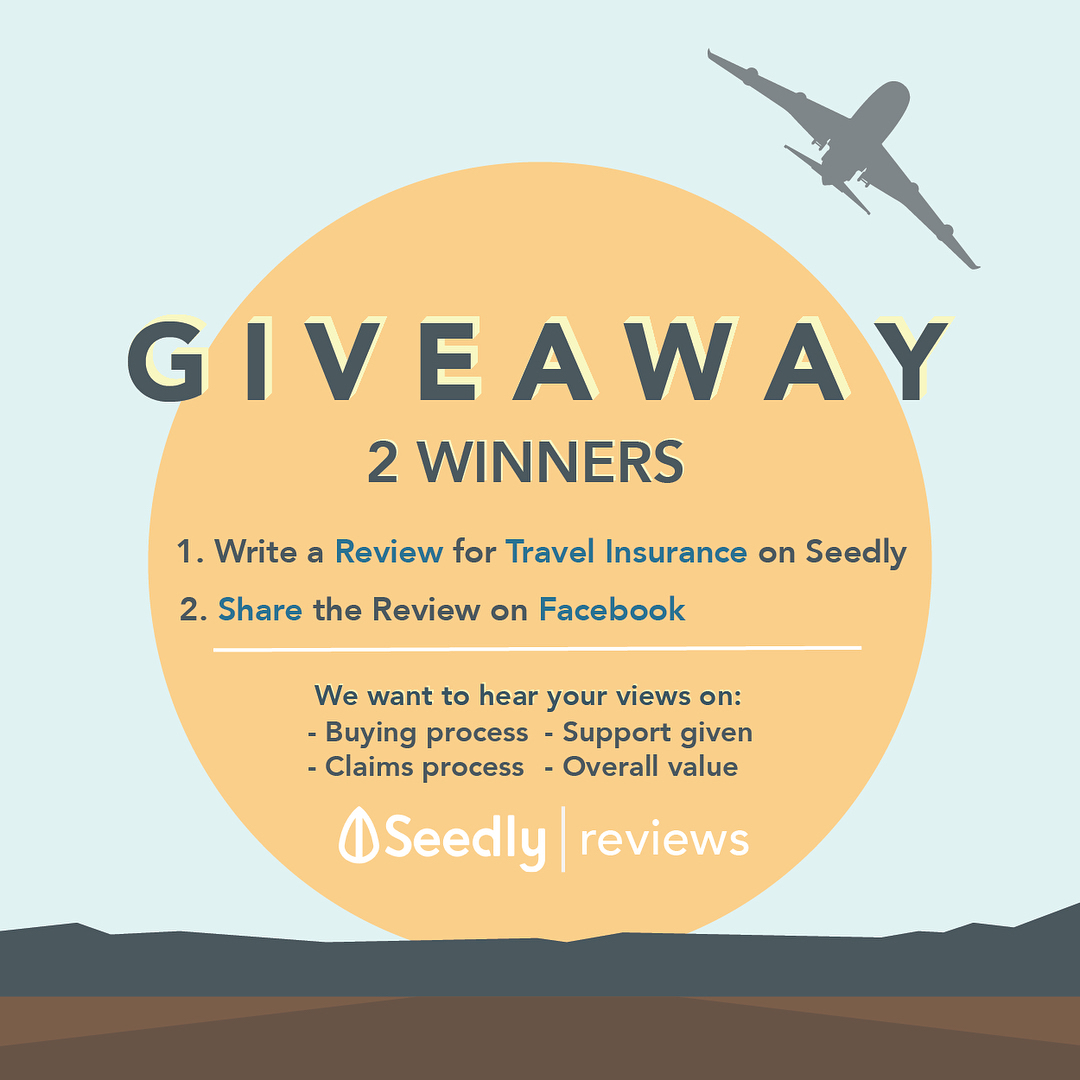 GIVEAWAY
2 WINNERS
1. Write a Review for Travel Insurance on Seedly
2. Share the Review on Facebook
We want to hear your views on:
- Buying process - Support given
- Claims process - Overall value
Seedly | reviews